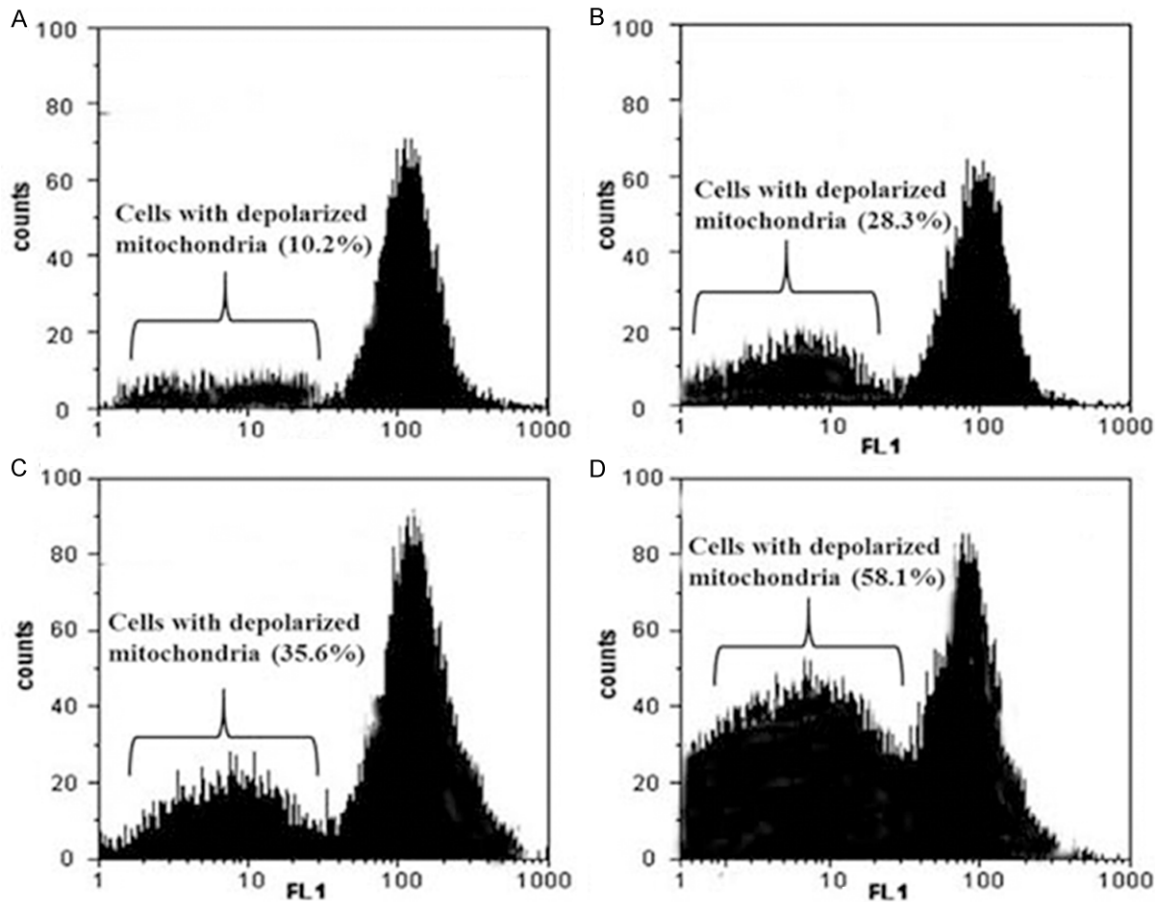 A
100
80
60
40
20
0
counts
Cells with depolarized
mitochondria (10.2%)
1 10 100 1000
B
100
80
60
40
20
0
counts
Cells with depolarized
mitochondria (28.3%)
1 10 100 1000
FL1
C
100
80
60
40
20
0
counts
Cells with depolarized
mitochondria (35.6%)
1 10 100 1000
FL1
D
100
80
60
40
20
0
counts
Cells with depolarized
mitochondria (58.1%)
1 10 100 1000
FL1